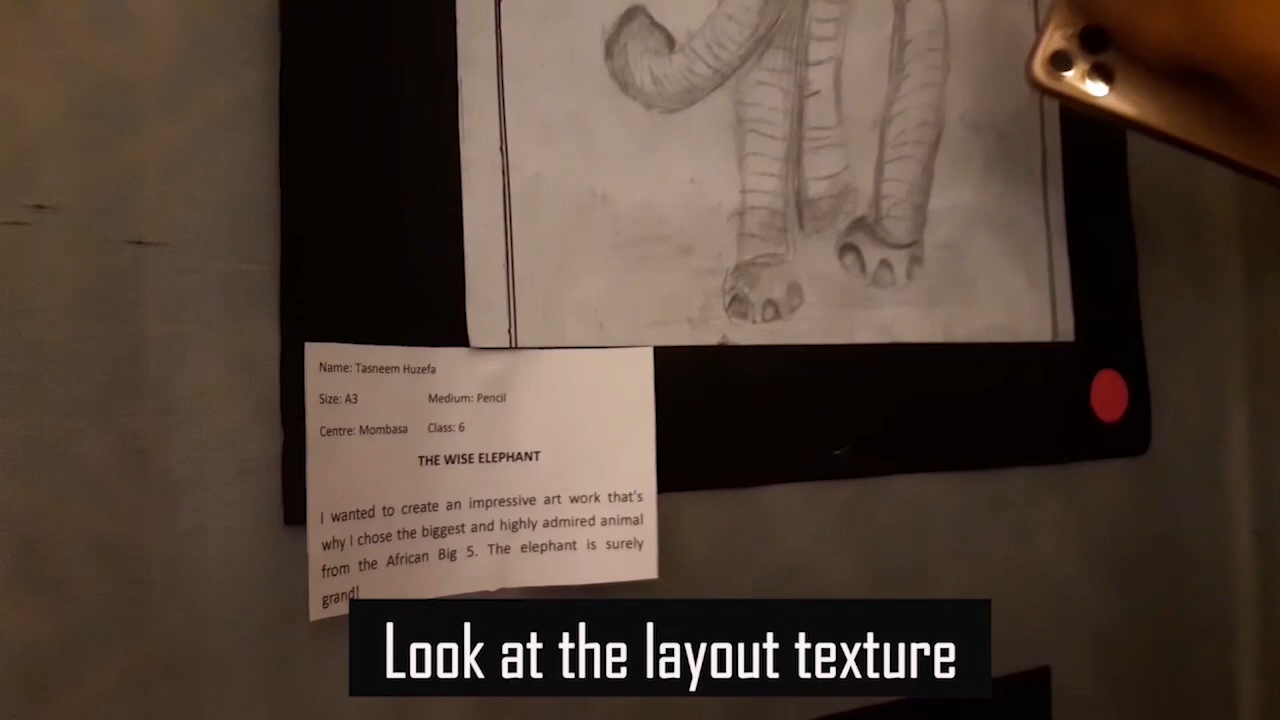 Name: Tasneem Huzefa
Size: A3 Medium: Pencil
Centre: Mombasa Class: 6
THE WISE ELEPHANT
I wanted to create an impressive art work that's
why I chose the biggest and highly admired animal
from the African Big 5. The elephant is surely
grand!
Look at the layout texture